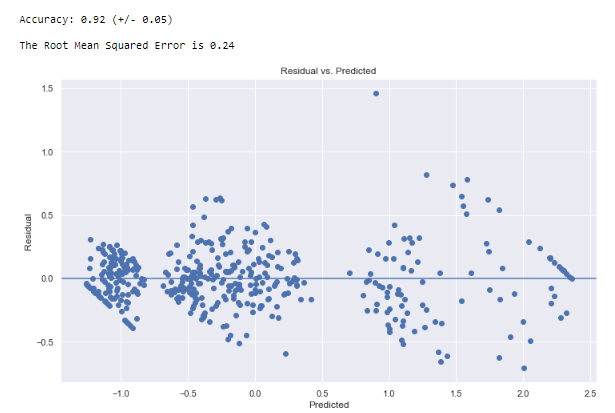 Accuracy: 0.92 (+/- 0.05)
The Root Mean Squared Error is 0.24
Residual vs. Predicted
1.5
1.0
0.5
0.0
−0.5
Residual
−1.0 −0.5 0.0 0.5 1.0 1.5 2.0 2.5
Predicted